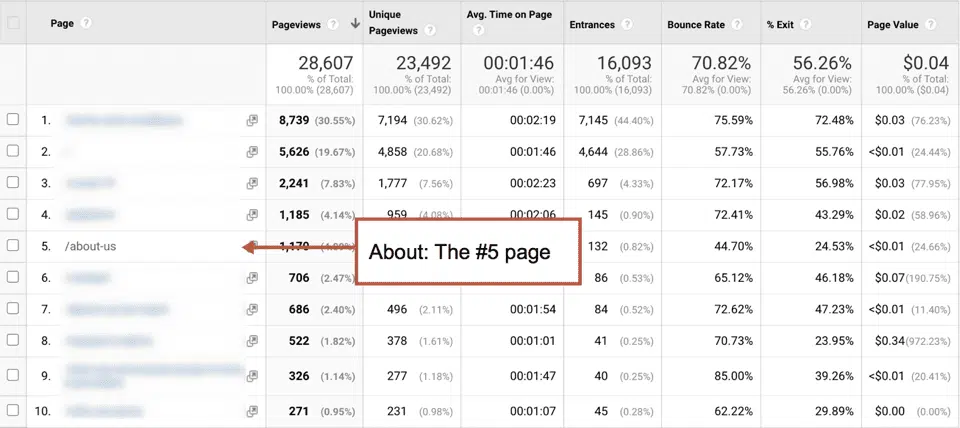 Page Pageviews Unique Pageviews Avg. Time on Page Entrances Bounce Rate % Exit Page Value
28,607 23,492 00:01:46 16,093 70.82% 56.26% $0.04
% of Total: % of Total: Avg for View: % of Total: Avg for View: Avg for View: % of Total:
100.00% (28,607) 100.00% (23,492) 00:01:46 (0.00%) 100.00% (16,093) 70.82% (0.00%) 56.26% (0.00%) 100.00% ($0.04)
1. 8,739 (30.55%) 7,194 (30.62%) 00:02:19 7,145 (44.40%) 75.59% 72.48% $0.03 (76.23%)
2. 5,626 (19.67%) 4,858 (20.68%) 00:01:46 4,644 (28.86%) 57.73% 55.76% <$0.01 (24.44%)
3. 2,241 (7.83%) 1,777 (7.56%) 00:02:23 697 (4.33%) 72.17% 56.98% $0.03 (77.95%)
4. 1,185 (4.14%) 959 (4.08%) 00:02:06 145 (0.90%) 72.41% 43.29% $0.02 (58.96%)
5. /about-us 1,170 132 (0.82%) 44.70% 24.53% <$0.01 (24.66%)
About: The #5 page
6. 706 (2.47%) 86 (0.53%) 65.12% 46.18% $0.07 (190.75%)
7. 686 (2.40%) 496 (2.11%) 00:01:54 84 (0.52%) 72.62% 47.23% <$0.01 (11.40%)
8. 522 (1.82%) 378 (1.61%) 00:01:01 41 (0.25%) 70.73% 23.95% $0.34 (972.23%)
9. 326 (1.14%) 277 (1.18%) 00:01:47 40 (0.25%) 85.00% 39.26% <$0.01 (20.41%)
10. 271 (0.95%) 231 (0.98%) 00:01:07 45 (0.28%) 62.22% 29.89% $0.00 (0.00%)